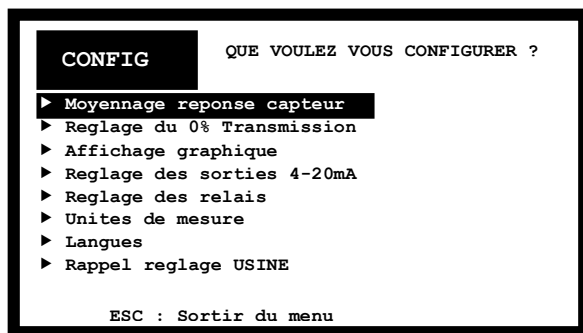 CONFIG
QUE VOULEZ VOUS CONFIGURER ?
▶ Moyennage reponse capteur
▶ Reglage du 0% Transmission
▶ Affichage graphique
▶ Reglage des sorties 4-20mA
▶ Reglage des relais
▶ Unites de mesure
▶ Langues
▶ Rappel reglage USINE
ESC : Sortir du menu